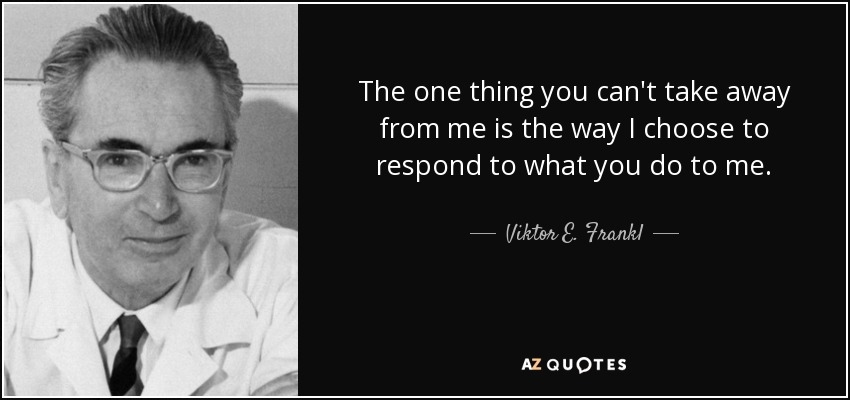 The one thing you can't take away
from me is the way I choose to
respond to what you do to me.
Viktor E. Frankl
AZ QUOTES